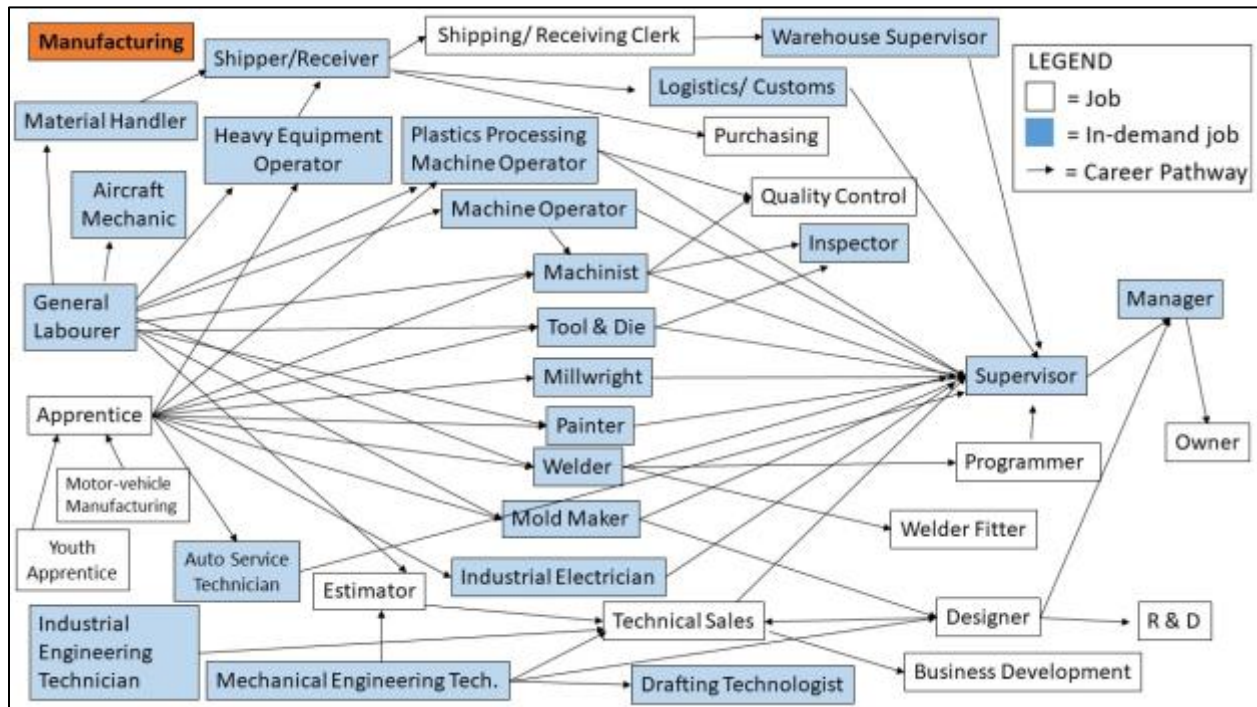 Manufacturing
Shipping/ Receiving Clerk
Warehouse Supervisor
Shipper/Receiver
LEGEND
= Job
= In-demand job
= Career Pathway
Logistics/ Customs
Material Handler
Heavy Equipment
Operator
Plastics Processing
Machine Operator
Purchasing
Aircraft
Mechanic
Quality Control
Machine Operator
Inspector
Machinist
General
Labourer
Manager
Tool & Die
Millwright
Supervisor
Apprentice
Painter
Owner
Welder
Programmer
Motor-vehicle
Manufacturing
Mold Maker
Welder Fitter
Youth
Apprentice
Auto Service
Technician
Industrial Electrician
Estimator
Technical Sales
Designer
R & D
Industrial
Engineering
Technician
Mechanical Engineering Tech.
Drafting Technologist
Business Development